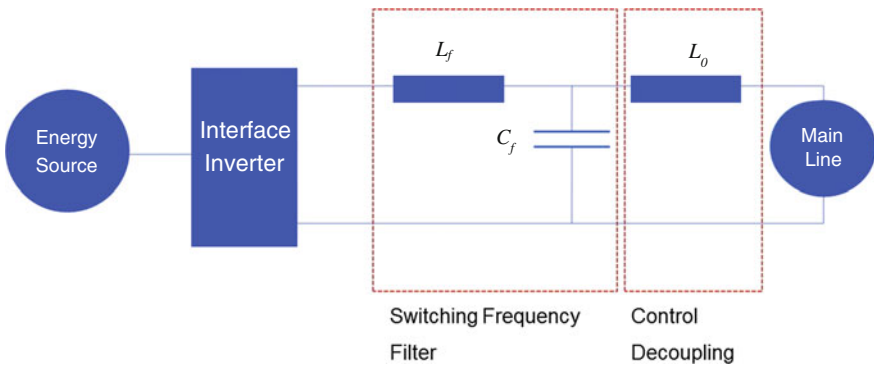 Energy
Source
Interface
Inverter
L_f
C_f
L_0
Main
Line
Switching Frequency
Filter
Control
Decoupling